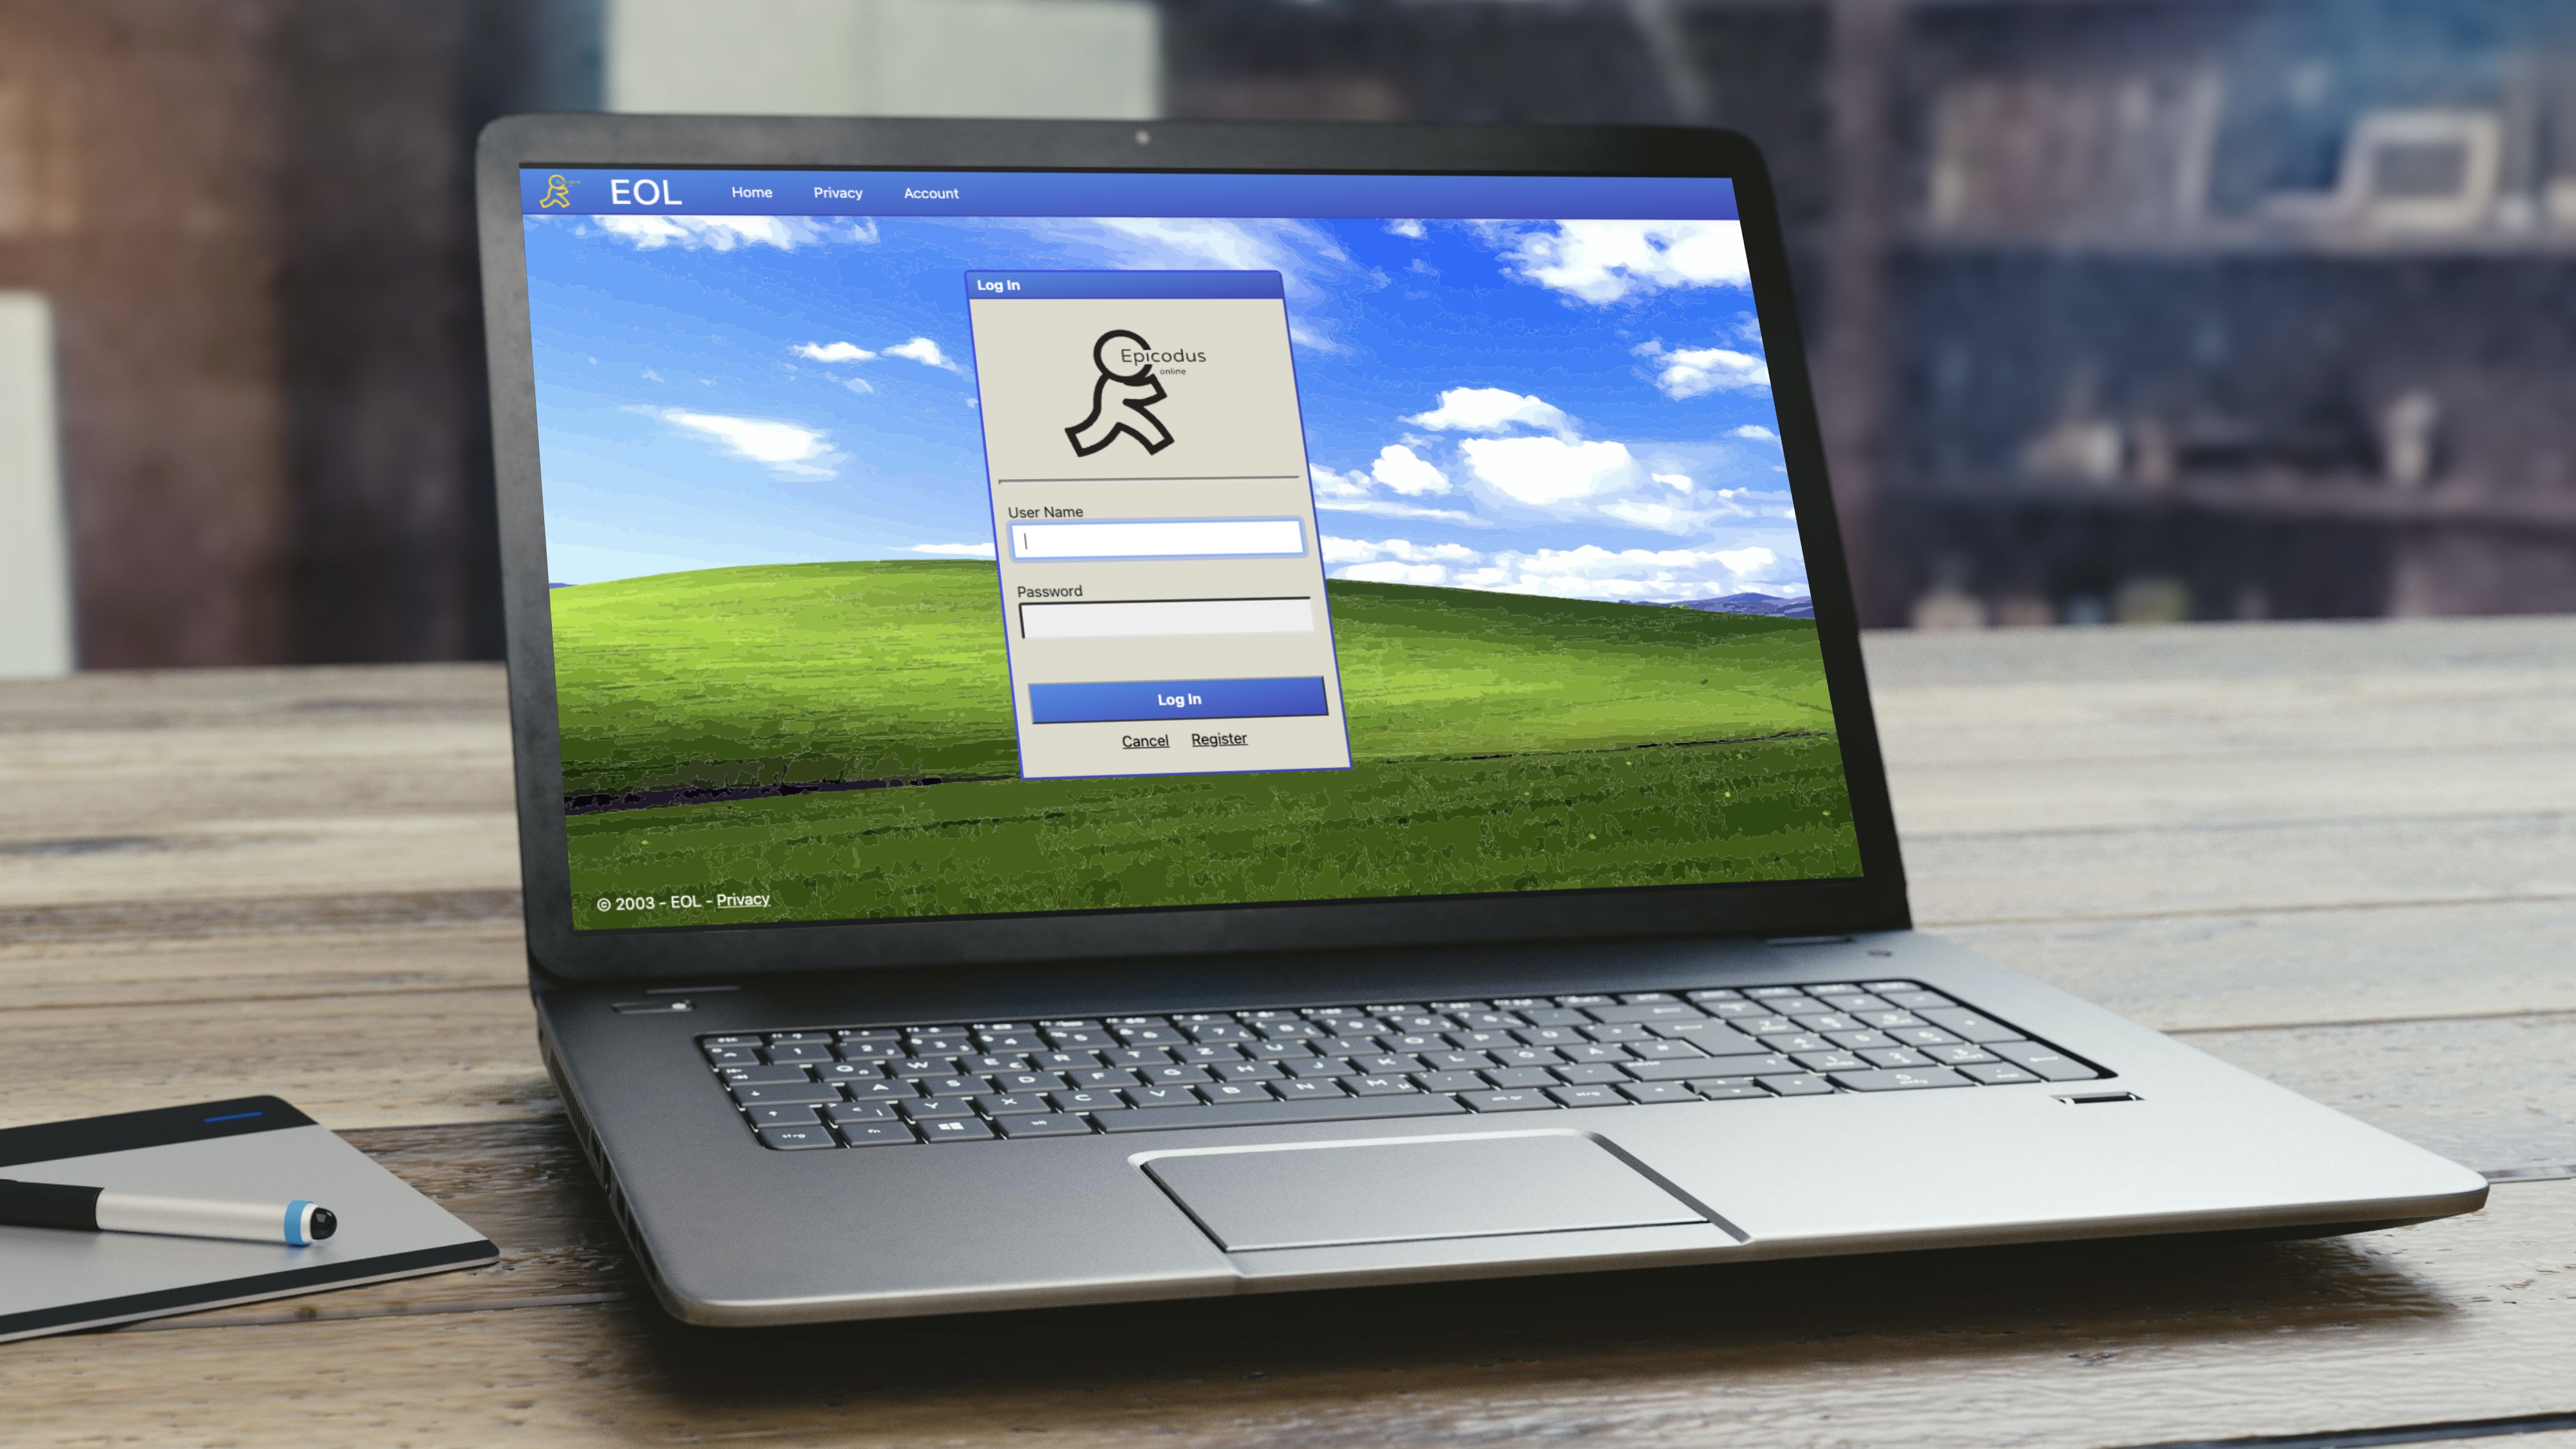 EOL Home Privacy Account
Log In
Epicodus
online
User Name
Password
Log In
Cancel Register
© 2003 - EOL - Privacy